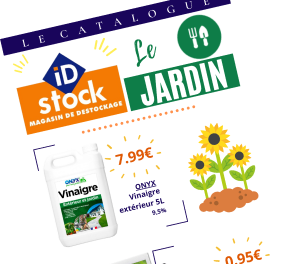 LE CATALOGUE
iD
stock
MAGASIN DE DESTOCKAGE
Le
JARDIN
ONYX
Vinaigre
7.99€
ONYX
Vinaigre
extérieur 5L
9,5%
0.95€